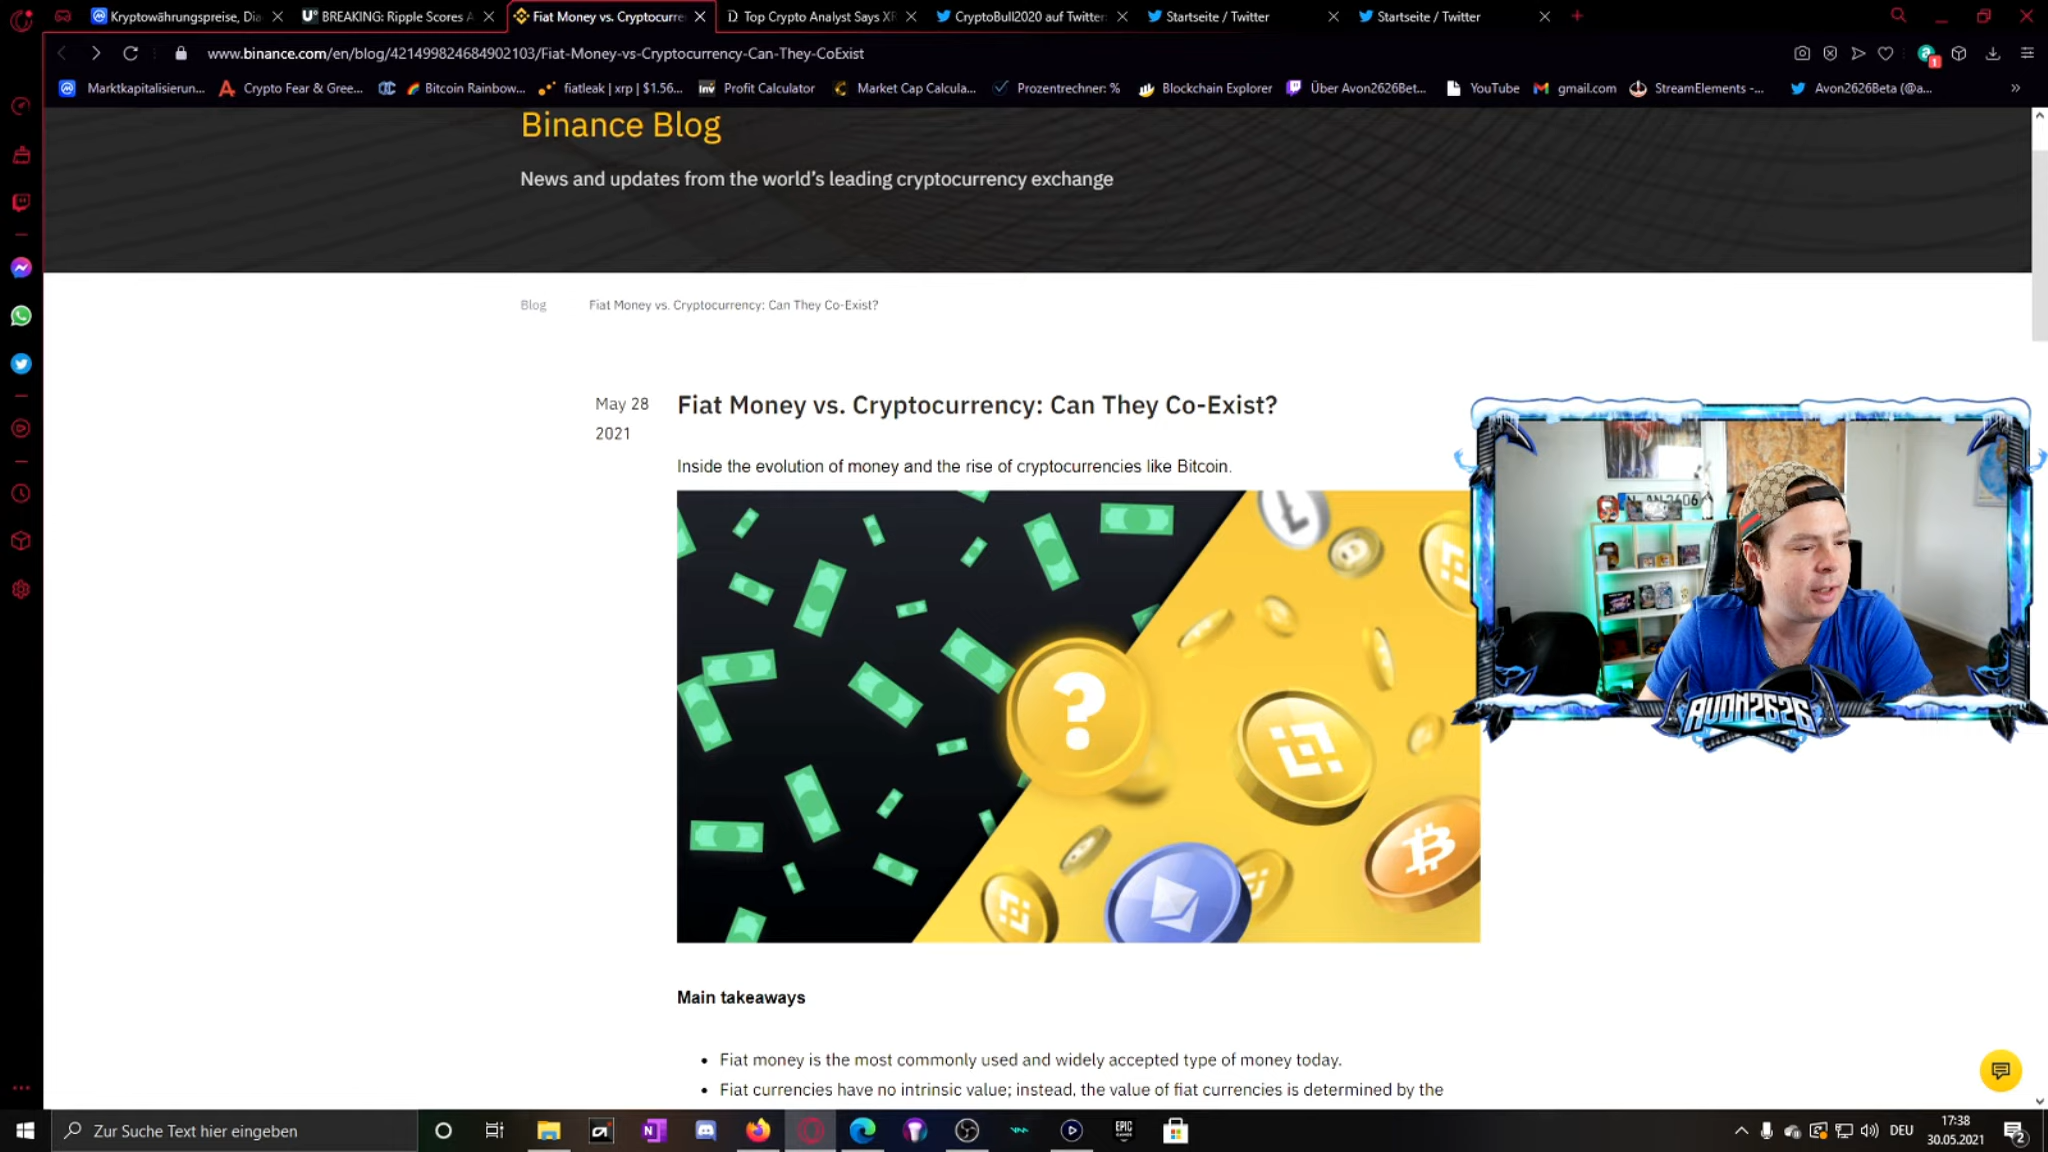 Kryptowährungspreise, Dia
BREAKING: Ripple Scores A
Fiat Money vs. Cryptocurre
Top Crypto Analyst Says XR
CryptoBull2020 auf Twitter:
Startseite / Twitter
Startseite / Twitter
www.binance.com/en/blog/421499824684902103/Fiat-Money-vs-Cryptocurrency-Can-They-CoExist
1
Marktkapitalisierun...
Crypto Fear & Gree...
Bitcoin Rainbow...
fiatleak | xrp | $1.56...
Inv Profit Calculator
Market Cap Calcula...
Prozentrechner: %
Blockchain Explorer
Über Avon2626Bet...
YouTube
gmail.com
StreamElements -...
Avon2626Beta (@a...
Binance Blog
News and updates from the world's leading cryptocurrency exchange
Blog
Fiat Money vs. Cryptocurrency: Can They Co-Exist?
May 28
2021
Fiat Money vs. Cryptocurrency: Can They Co-Exist?
Inside the evolution of money and the rise of cryptocurrencies like Bitcoin.
?
AVON2626
Main takeaways
• Fiat money is the most commonly used and widely accepted type of money today.
• Fiat currencies have no intrinsic value; instead, the value of fiat currencies is determined by the
Zur Suche Text hier eingeben
EPIC
GAMES
DEU
17:38
30.05.2021
2